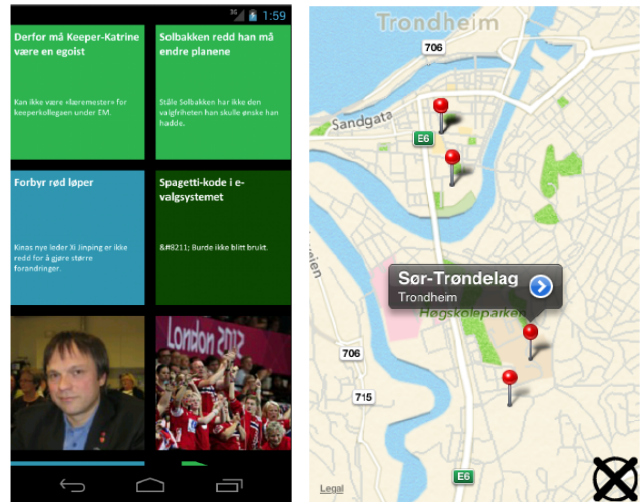 3G 1:59
Derfor må Keeper-Katrine
være en egoist
Kan ikke være «læremester» for
keeperkollegaen under EM.
Solbakken redd han må
endre planene
Ståle Solbakken har ikke den
valgfriheten han skulle ønske han
hadde.
Forbyr rød løper
Kinas nye leder Xi Jinping er ikke
redd for å gjøre større
forandringer.
Spagetti-kode i e-
valgsystemet
&#8211; Burde ikke blitt brukt.
London 2012
Trondheim
706
Sandgata
E6
Sør-Trøndelag
Trondheim
Høgskoleparken
706
715
E6
Legal